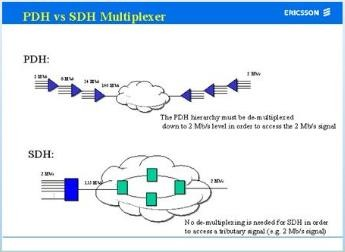 PDH vs SDH Multiplexer
ERICSSON
PDH:
2 Mb/s
8 Mb/s
34 Mb/s
140 Mb/s
2 Mb/s
The PDH hierarchy must be de-multiplexed
down to 2 Mb/s level in order to access the 2 Mb/s signal
SDH:
2 Mb/s
155 Mb/s
No de-multiplexing is needed for SDH in order
to access a tributary signal (e.g. 2 Mb/s signal)